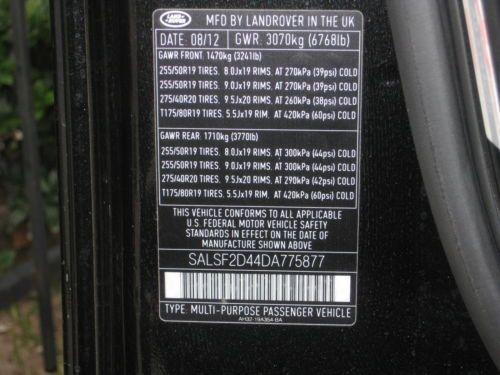 LAND ROVER
MFD BY LANDROVER IN THE UK
DATE: 08/12 GWR. 3070kg (6768lb)
GAWR FRONT: 1470kg (3241lb)
255/50R19 TIRES. 8.0Jx19 RIMS. AT 270kPa (39psi) COLD
255/50R19 TIRES. 9.0Jx19 RIMS. AT 270kPa (39psi) COLD
275/40R20 TIRES. 9.5Jx20 RIMS. AT 260kPa (38psi) COLD
T175/80R19 TIRES. 5.5Jx19 RIM. AT 420kPa (60psi) COLD
GAWR REAR: 1710kg (3770lb)
255/50R19 TIRES. 8.0Jx19 RIMS. AT 300kPa (44psi) COLD
255/50R19 TIRES. 9.0Jx19 RIMS. AT 300kPa (44psi) COLD
275/40R20 TIRES. 9.5Jx20 RIMS. AT 290kPa (42psi) COLD
T175/80R19 TIRES. 5.5Jx19 RIM. AT 420kPa (60psi) COLD
THIS VEHICLE CONFORMS TO ALL APPLICABLE
U.S FEDERAL MOTOR VEHICLE SAFETY
STANDARDS IN EFFECT ON THE DATE OF
MANUFACTURE SHOWN ABOVE
SALSF2D44DA775877
TYPE: MULTI-PURPOSE PASSENGER VEHICLE
AH32-19A354-BA